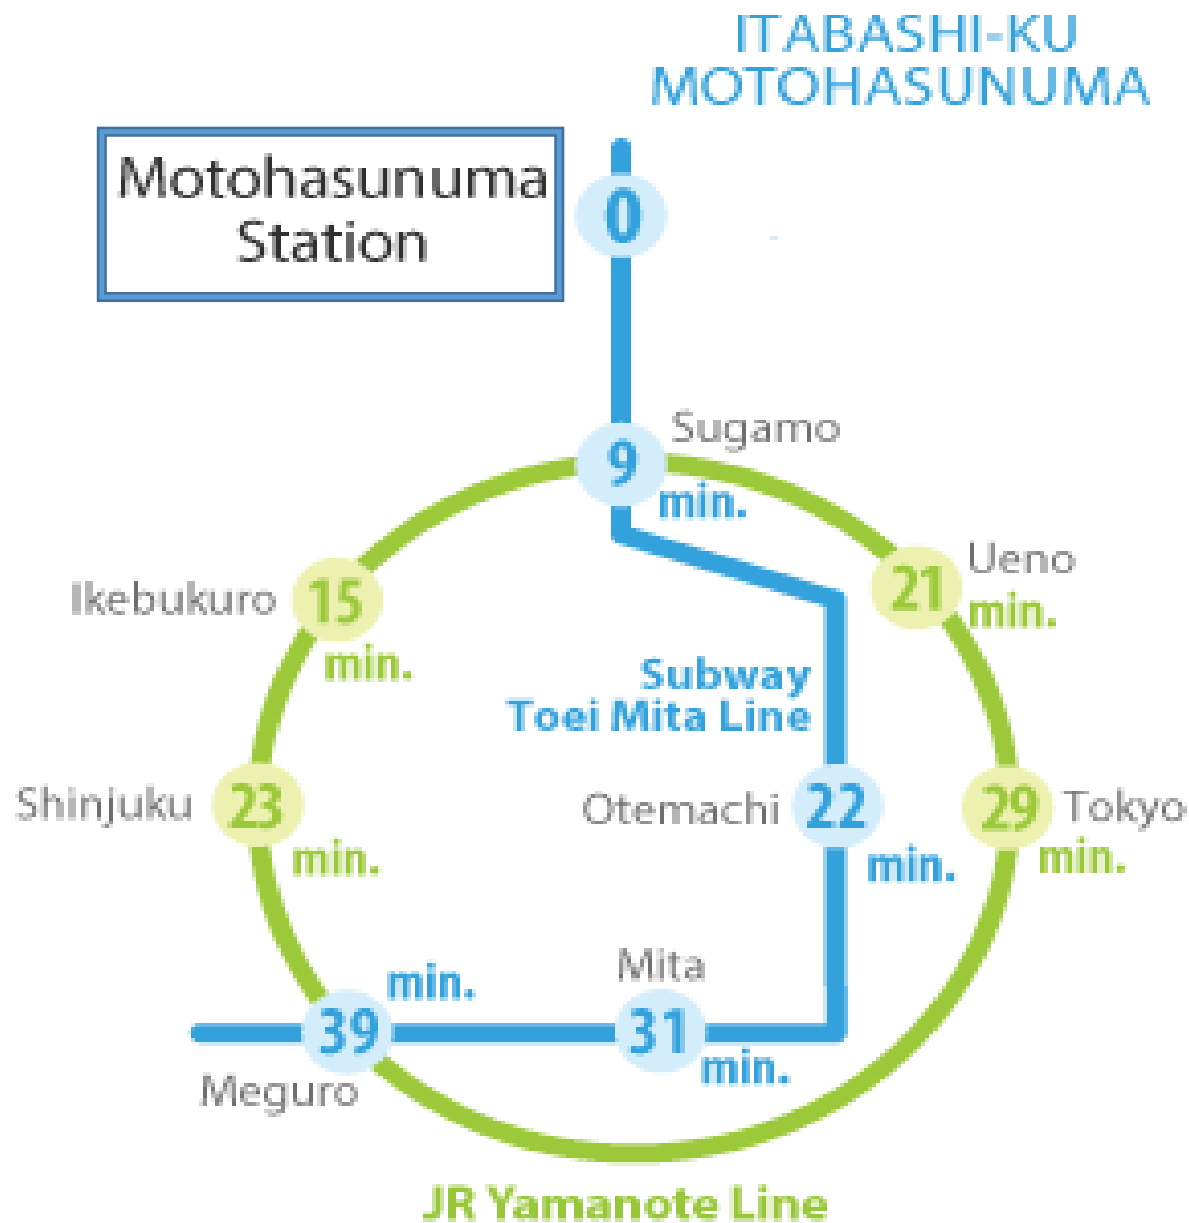 ITABASHI-KU
MOTOHASUNUMA
Motohasunuma
Station
0
Sugamo
9
min.
Ueno
21
min.
Ikebukuro
15
min.
Subway
Toei Mita Line
Shinjuku
23
min.
Otemachi
22
min.
29
Tokyo
min.
Mita
31
min.
min.
39
Meguro
JR Yamanote Line